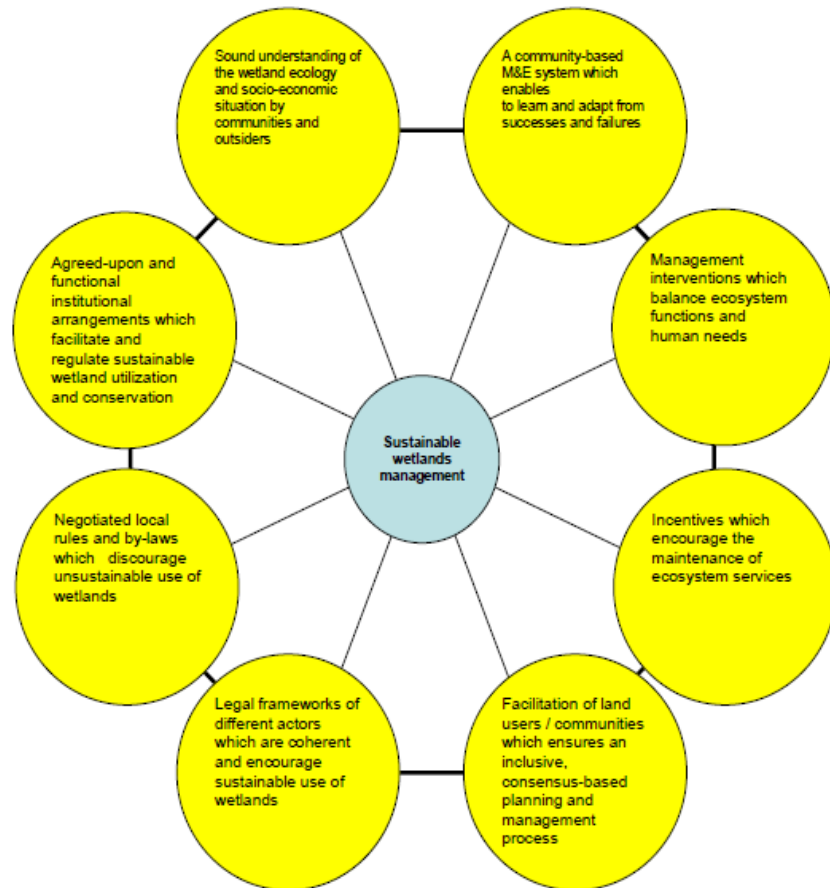 Sound understanding of
the wetland ecology
and socio-economic
situation by
communities and
outsiders
A community-based
M&E system which
enables
to learn and adapt from
successes and failures
Agreed-upon and
functional
institutional
arrangements which
facilitate and
regulate sustainable
wetland utilization
and conservation
Management
interventions which
balance ecosystem
functions and
human needs
Sustainable
wetlands
management
Negotiated local
rules and by-laws
which discourage
unsustainable use of
wetlands
Incentives which
encourage the
maintenance of
ecosystem services
Legal frameworks of
different actors
which are coherent
and encourage
sustainable use of
wetlands
Facilitation of land
users / communities
which ensures an
inclusive,
consensus-based
planning and
management
process